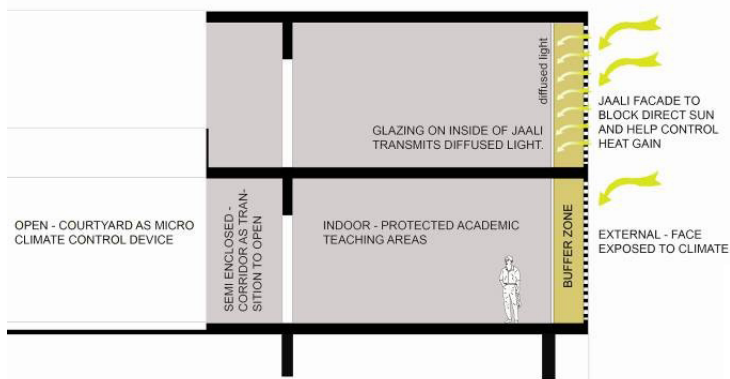 diffused light
GLAZING ON INSIDE OF JAALI
TRANSMITS DIFFUSED LIGHT.
JAALI FACADE TO
BLOCK DIRECT SUN
AND HELP CONTROL
HEAT GAIN
OPEN - COURTYARD AS MICRO
CLIMATE CONTROL DEVICE
SEMI ENCLOSED -
CORRIDOR AS TRAN-
SITION TO OPEN
INDOOR - PROTECTED ACADEMIC
TEACHING AREAS
BUFFER ZONE
EXTERNAL - FACE
EXPOSED TO CLIMATE